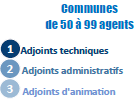 Communes
de 50 à 99 agents
1 Adjoints techniques
2 Adjoints administratifs
3 Adjoints d'animation